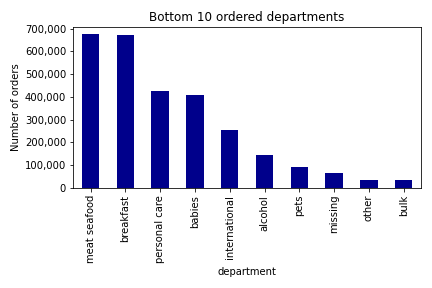 Bottom 10 ordered departments
Number of orders
700,000
600,000
500,000
400,000
300,000
200,000
100,000
0
meat seafood
breakfast
personal care
babies
international
alcohol
pets
missing
other
bulk
department